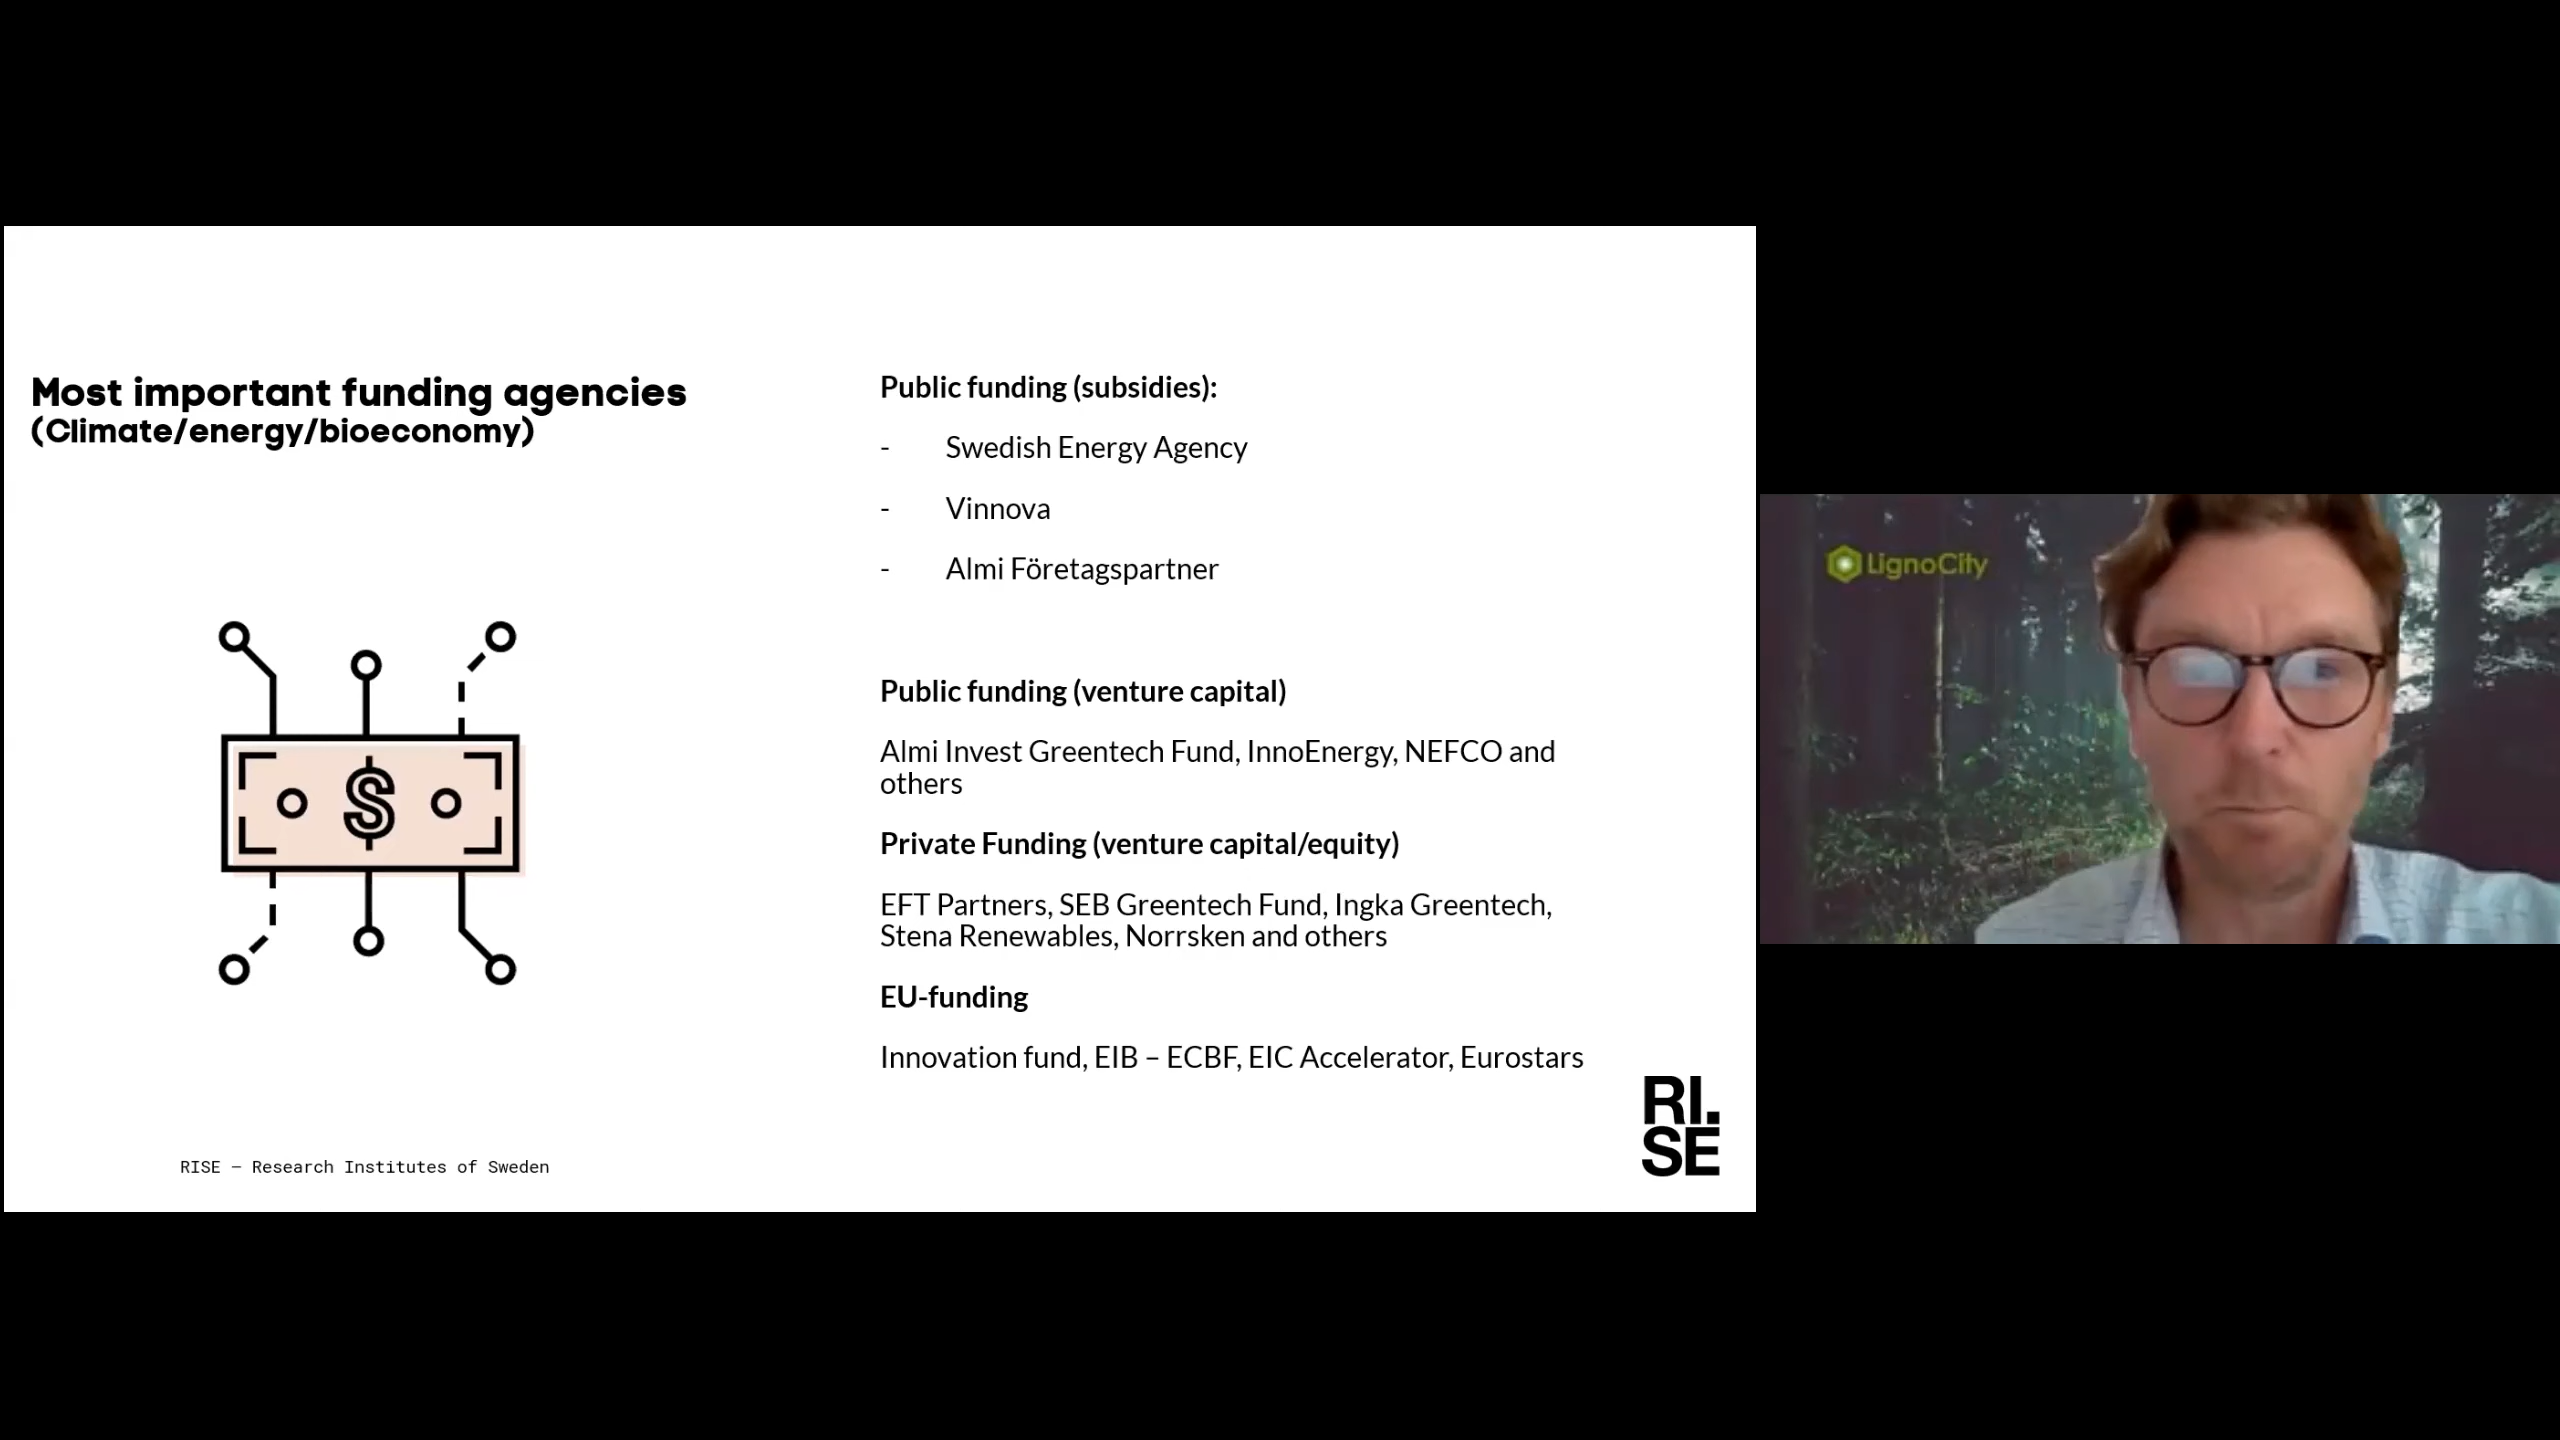 Most important funding agencies
(Climate/energy/bioeconomy)
$
Public funding (subsidies):
- Swedish Energy Agency
- Vinnova
- Almi Företagspartner
Public funding (venture capital)
Almi Invest Greentech Fund, InnoEnergy, NEFCO and
others
Private Funding (venture capital/equity)
EFT Partners, SEB Greentech Fund, Ingka Greentech,
Stena Renewables, Norrsken and others
EU-funding
Innovation fund, EIB – ECBF, EIC Accelerator, Eurostars
RISE — Research Institutes of Sweden
RI.
SE
LignoCity